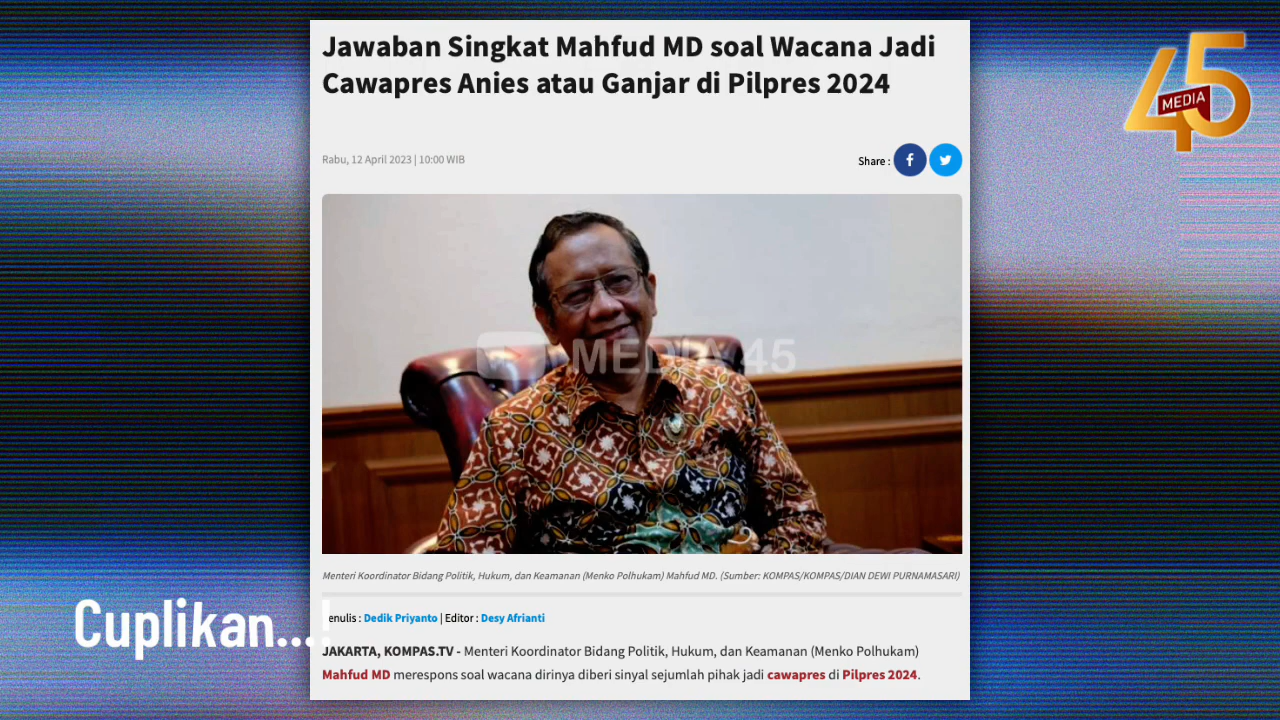 Jawaban Singkat Mahfud MD soal Wacana Jadi
Cawapres Anies atau Ganjar di Pilpres 2024
45
MEDIA
Rabu, 12 April 2023 | 10:00 WIB
Share :
MEDIA 45
Menteri Koordinator Bidang Politik, Hukum, dan Keamanan (Menko Polhukam) Mahfud MD. (Sumber: KOMPAS/KOMPAS/DIAN DEWI PURNAMASARI)
Cuplikan...
enulis : Dedik Priyanto | Editor : Desy Afrianti
JAKARTA, KOMPAS.TV - Menteri Koordinator Bidang Politik, Hukum, dan Keamanan (Menko Polhukam)
Mahfud MD merespons soal wacana dirinya diberi sinyal sejumlah pihak jadi cawapres di Pilpres 2024.